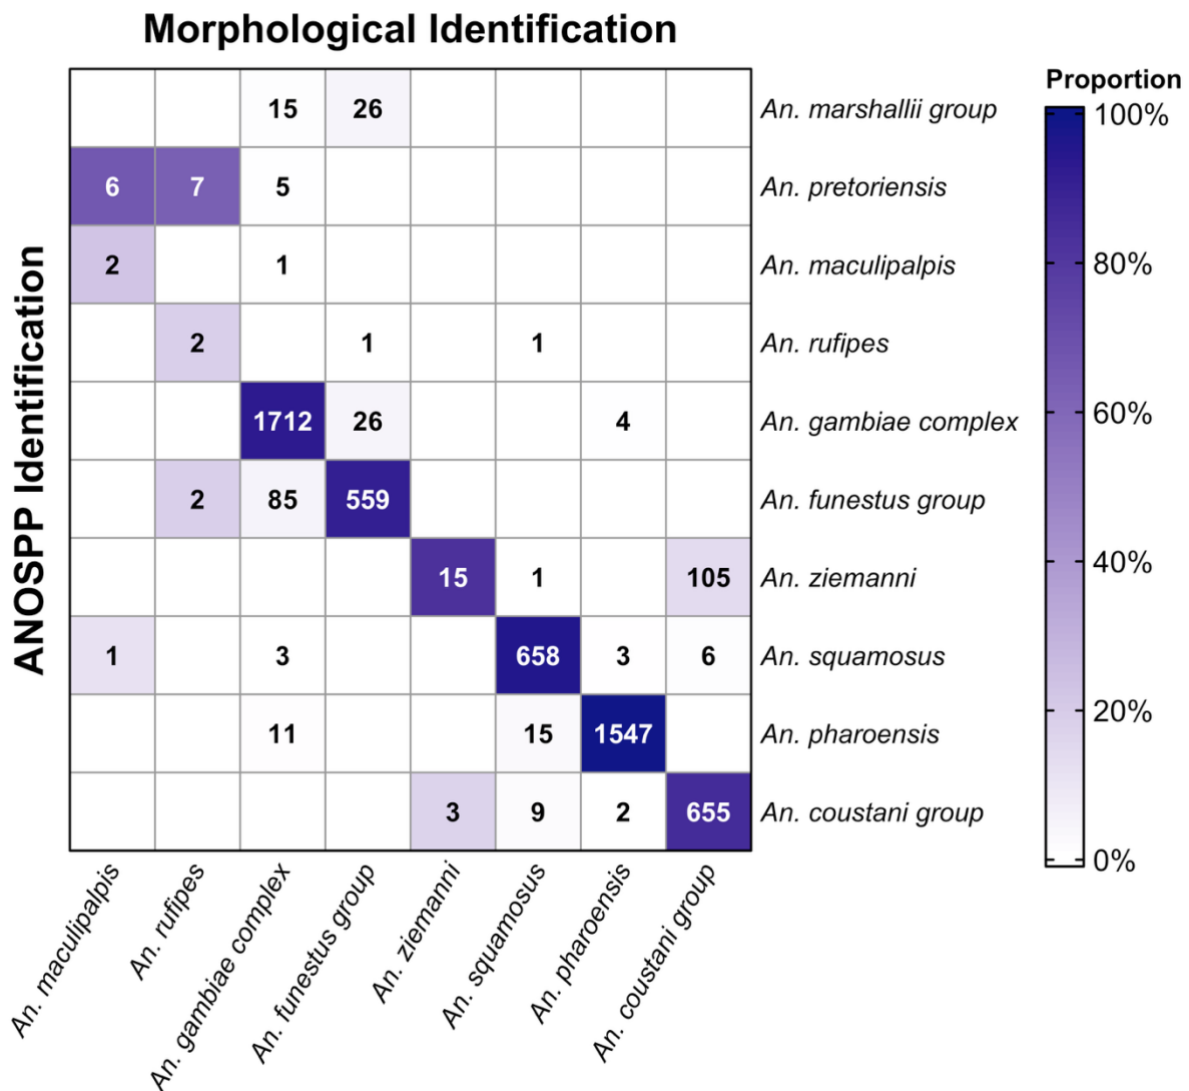 Morphological Identification
Proportion
15 26 An. marshallii group
100%
6 7 5 An. pretoriensis
2 1 An. maculipalpis
80%
2 1 1 An. rufipes
1712 26 4 An. gambiae complex
60%
2 85 559 An. funestus group
15 1 105 An. ziemanni
40%
1 3 658 3 6 An. squamosus
11 15 1547 An. pharoensis
20%
3 9 2 655 An. coustani group
0%
ANOSPP Identification
An. maculipalpis
An. rufipes
An. gambiae complex
An. funestus group
An. ziemanni
An. squamosus
An. pharoensis
An. coustani group